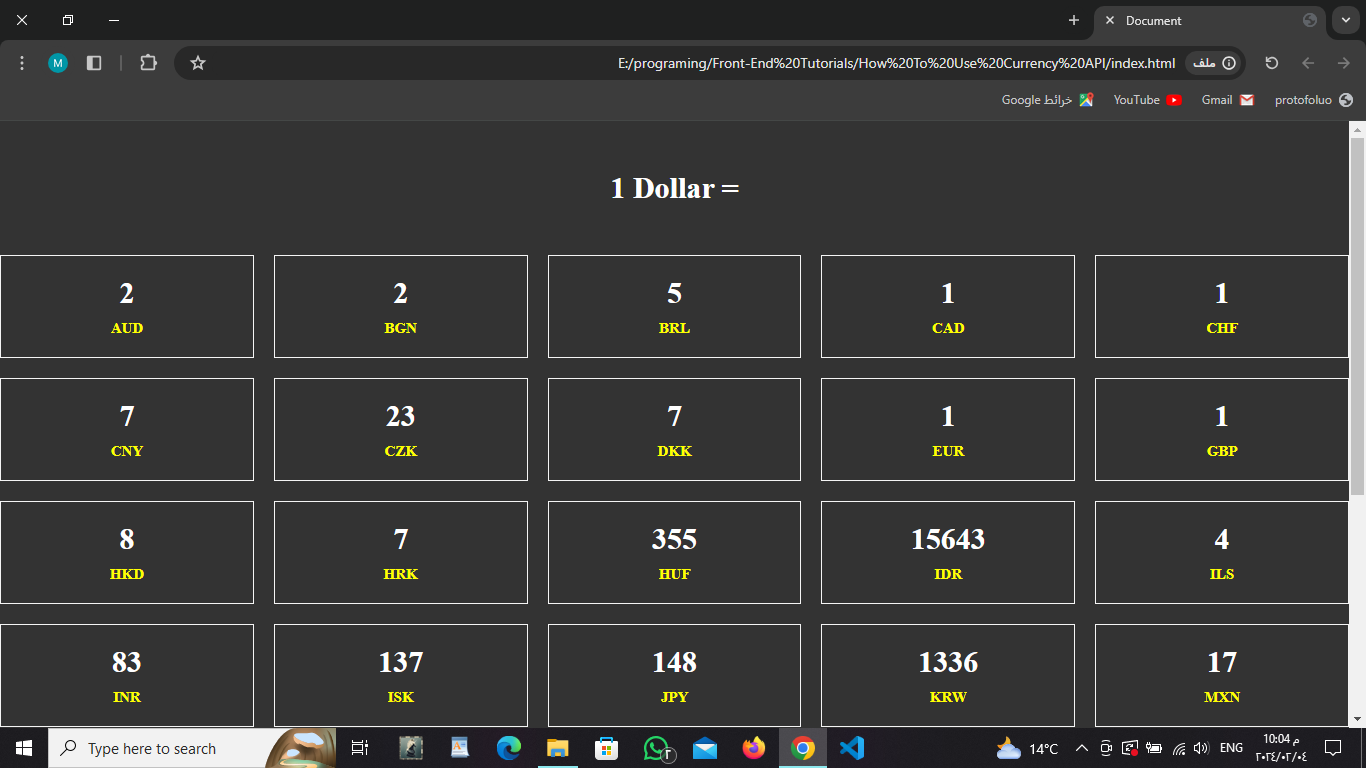 Document
E:/programing/Front-End%20Tutorials/How%20To%20Use%20Currency%20API/index.html
ملف
M
protofoluo
Gmail
YouTube
خرائط Google
1 Dollar =
2 2 5 1 1
AUD BGN BRL CAD CHF
7 23 7 1 1
CNY CZK DKK EUR GBP
8 7 355 15643 4
HKD HRK HUF IDR ILS
83 137 148 1336 17
INR ISK JPY KRW MXN
Type here to search
14°C
ENG
10:04 م
٢٠٢٤/٠٢/٠٤